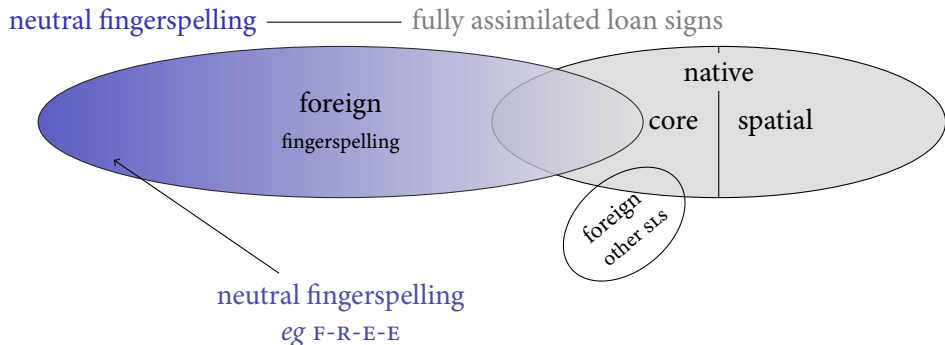 neutral fingerspelling fully assimilated loan signs
native
foreign
core spatial
fingerspelling
foreign
other SLs
neutral fingerspelling
eg F-R-E-E